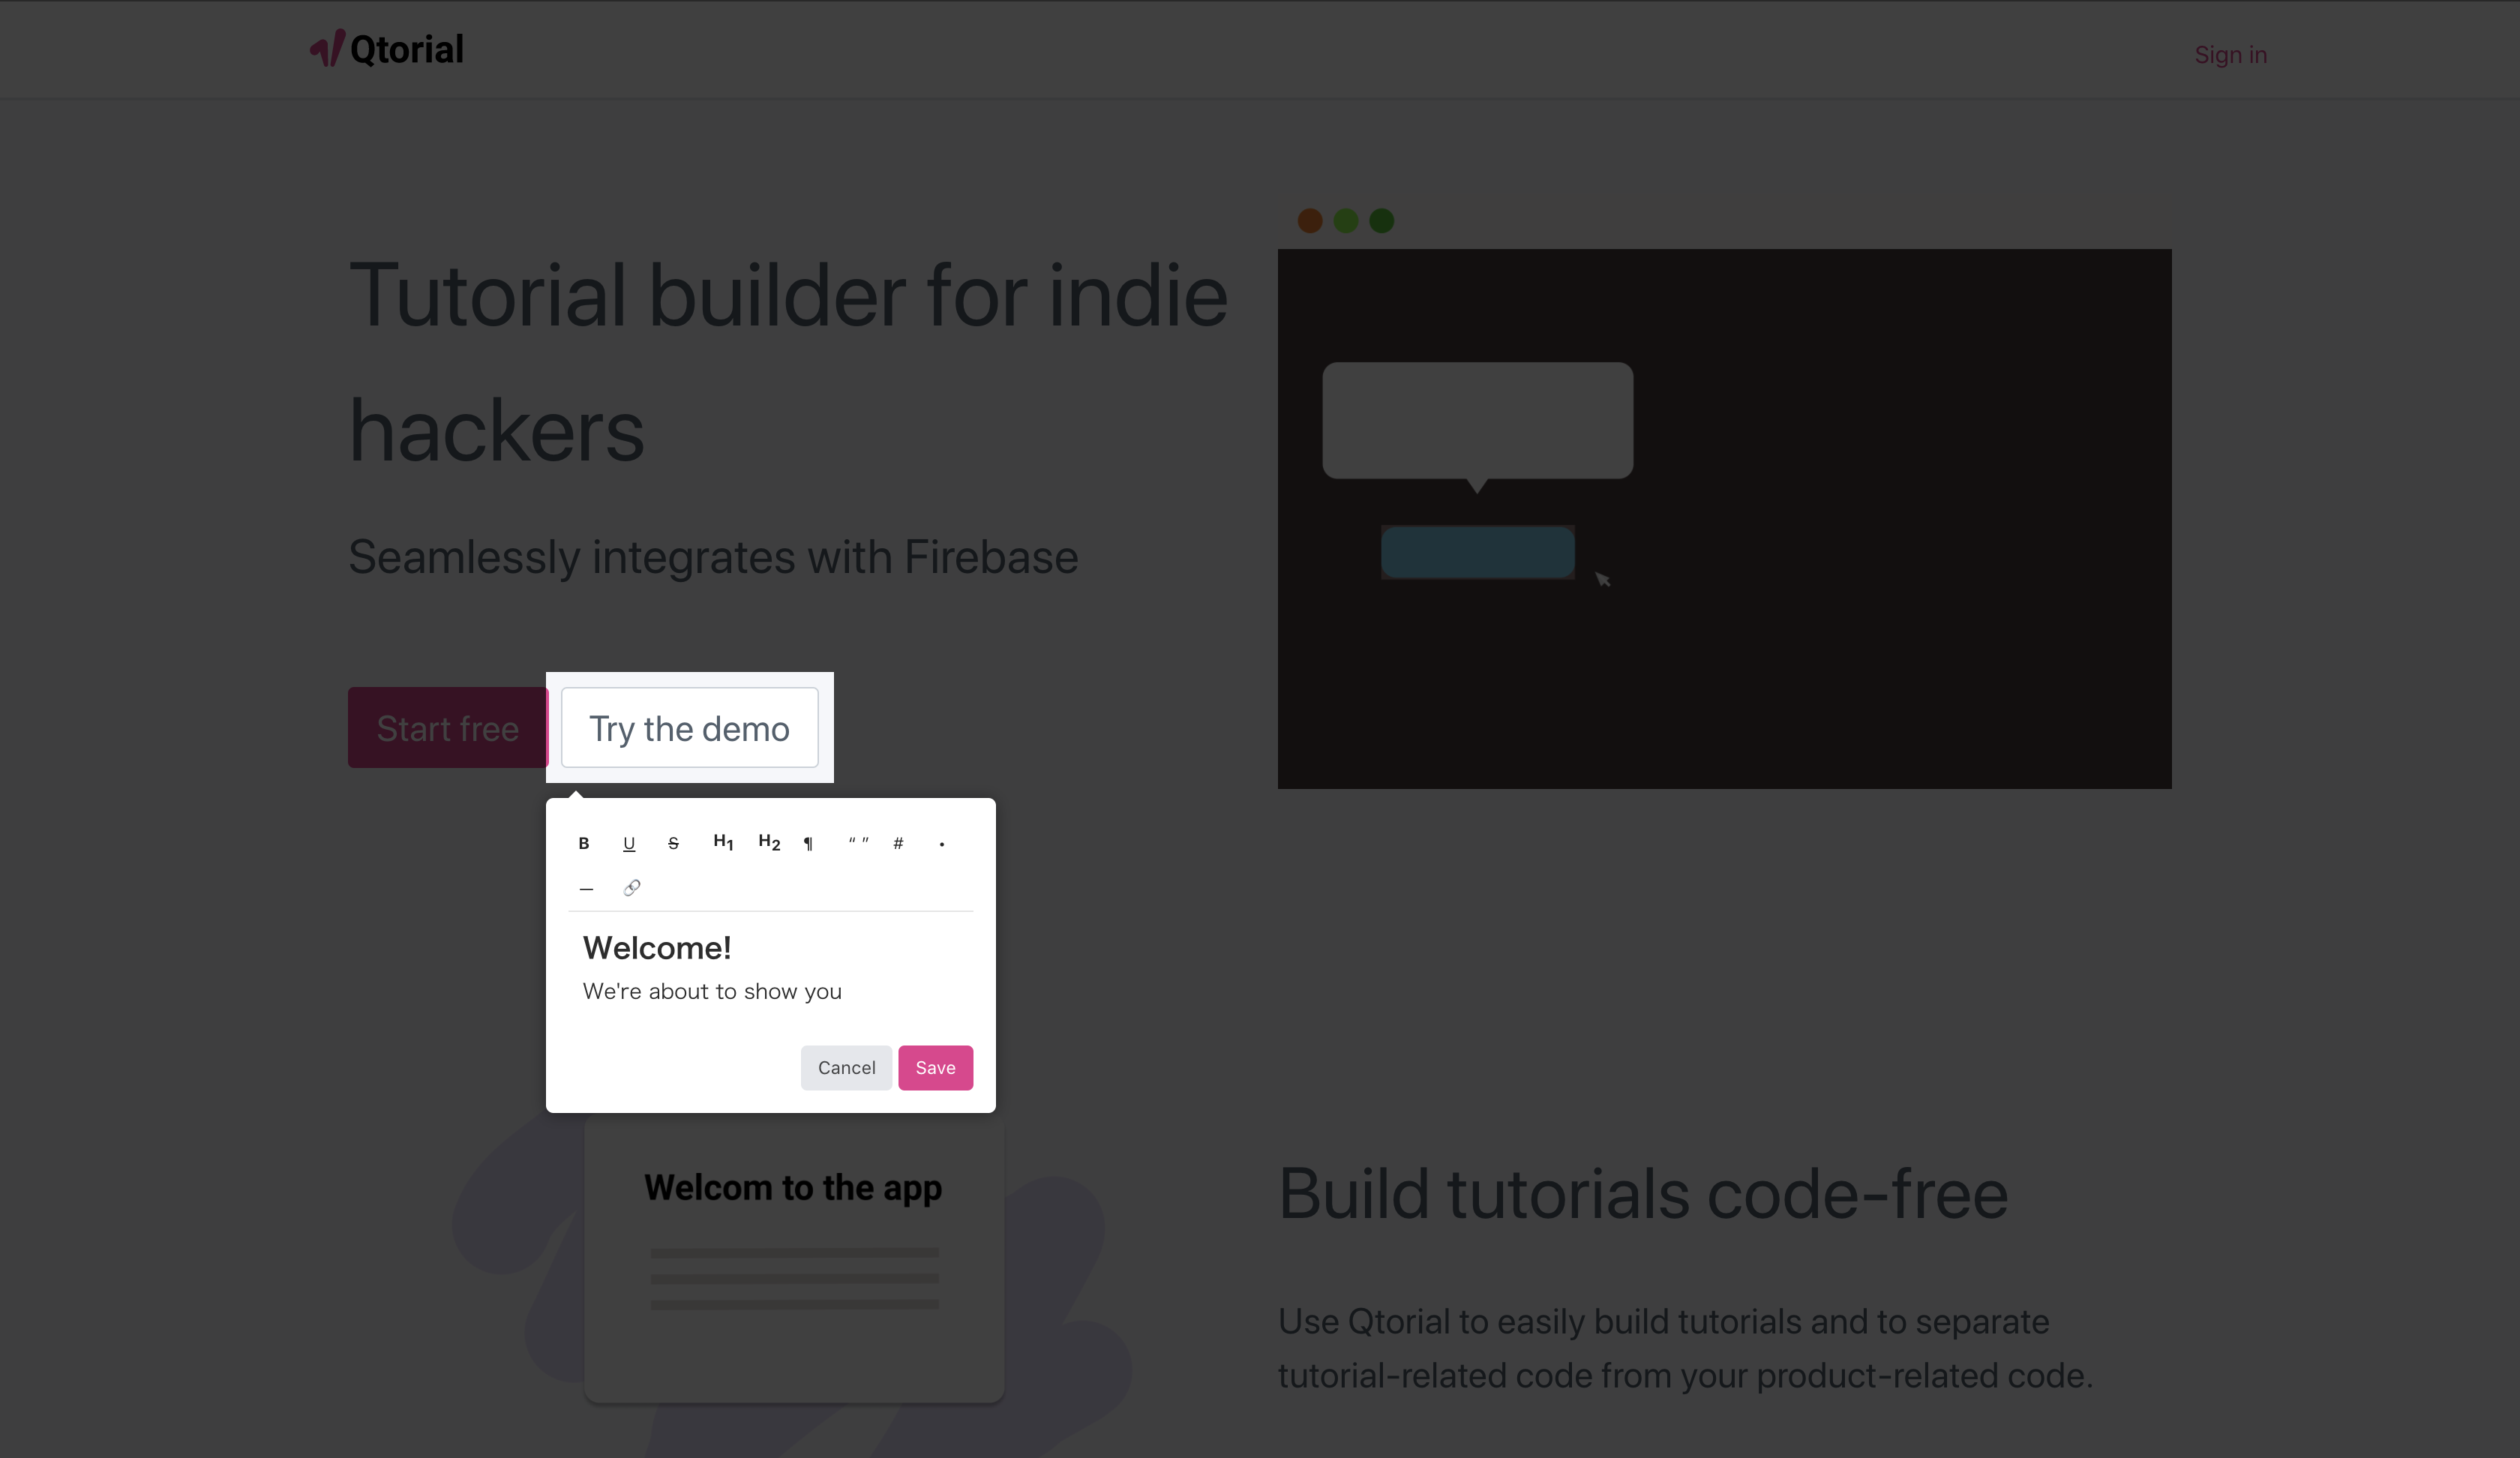 Qtorial
Sign in
Tutorial builder for indie
hackers
Seamlessly integrates with Firebase
Start free
Try the demo
B U S H1 H2 ¶ “ ” # •
— 🔗
Welcome!
We're about to show you
Cancel
Save
Welcom to the app
Build tutorials code-free
Use Qtorial to easily build tutorials and to separate
tutorial-related code from your product-related code.